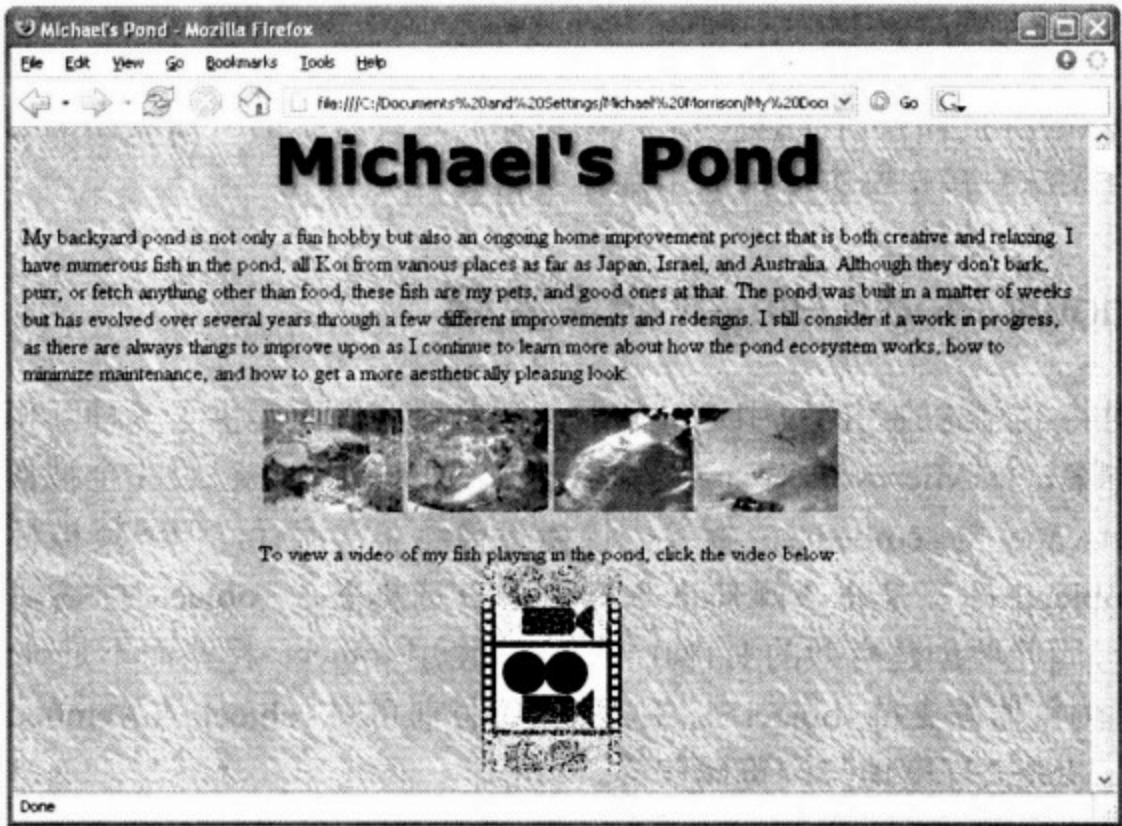 Michael's Pond - Mozilla Firefox
File Edit View Go Bookmarks Tools Help
file:///C:/Documents%20and%20Settings/Michael%20Morrison/My%20Doc Go G
Michael's Pond
My backyard pond is not only a fun hobby but also an ongoing home improvement project that is both creative and relaxing. I
have numerous fish in the pond, all Koi from various places as far as Japan, Israel, and Australia. Although they don't bark,
purr, or fetch anything other than food, these fish are my pets, and good ones at that. The pond was built in a matter of weeks
but has evolved over several years through a few different improvements and redesigns. I still consider it a work in progress,
as there are always things to improve upon as I continue to learn more about how the pond ecosystem works, how to
minimize maintenance, and how to get a more aesthetically pleasing look.
To view a video of my fish playing in the pond, click the video below:
Done